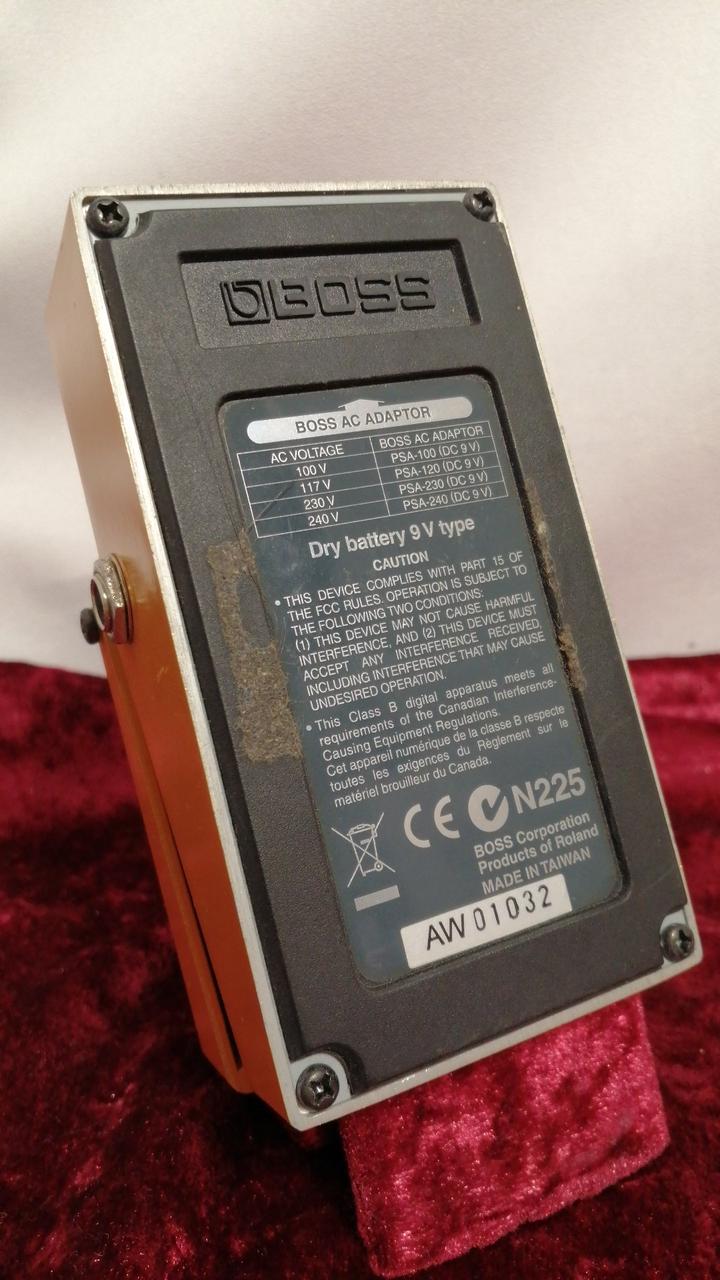 BOSS
BOSS AC ADAPTOR
AC VOLTAGE BOSS AC ADAPTOR
100 V PSA-100 (DC 9 V)
117 V PSA-120 (DC 9 V)
230 V PSA-230 (DC 9 V)
240 V PSA-240 (DC 9 V)
Dry battery 9 V type
CAUTION
• THIS DEVICE COMPLIES WITH PART 15 OF
THE FCC RULES. OPERATION IS SUBJECT TO
THE FOLLOWING TWO CONDITIONS:
(1) THIS DEVICE MAY NOT CAUSE HARMFUL
INTERFERENCE, AND (2) THIS DEVICE MUST
ACCEPT ANY INTERFERENCE RECEIVED,
INCLUDING INTERFERENCE THAT MAY CAUSE
UNDESIRED OPERATION.
• This Class B digital apparatus meets all
requirements of the Canadian Interference-
Causing Equipment Regulations.
Cet appareil numérique de la classe B respecte
toutes les exigences du Règlement sur le
matériel brouilleur du Canada.
CE N225
BOSS Corporation
Products of Roland
MADE IN TAIWAN
AW 01032